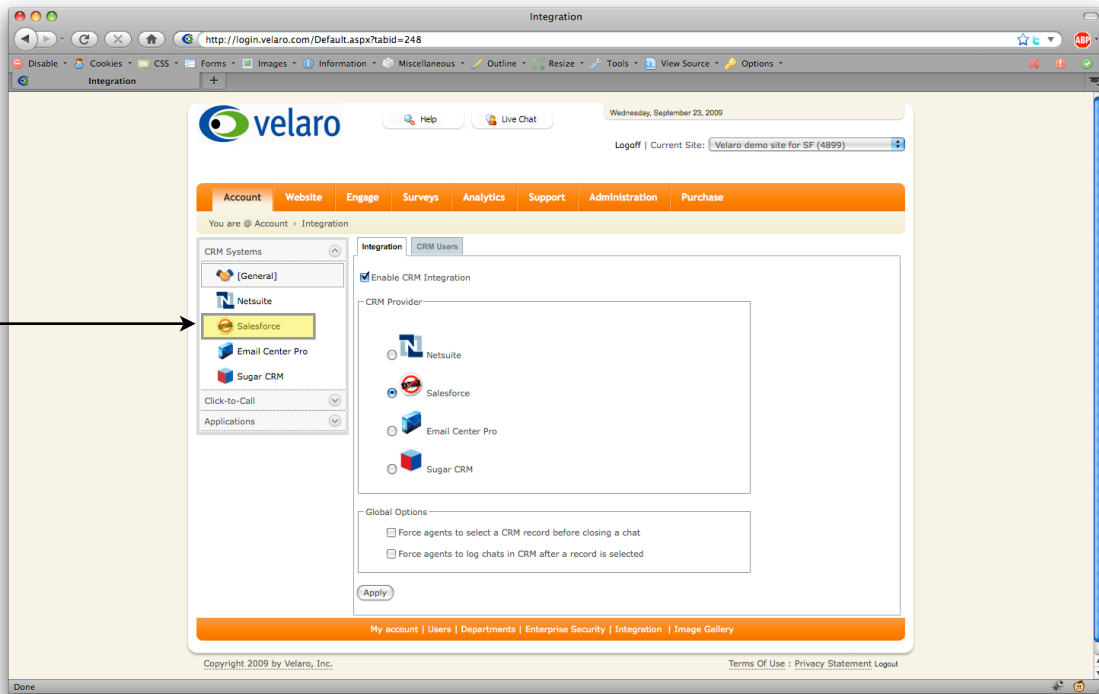 Integration
http://login.velaro.com/Default.aspx?tabid=248
ABP
Disable Cookies CSS Forms Images Information Miscellaneous Outline Resize Tools View Source Options
Integration +
velaro
Help Live Chat
Wednesday, September 23, 2009
Logoff | Current Site: Velaro demo site for SF (4899)
Account Website Engage Surveys Analytics Support Administration Purchase
You are @ Account › Integration
CRM Systems
[General]
Netsuite
Salesforce
Email Center Pro
Sugar CRM
Click-to-Call
Applications
Integration CRM Users
Enable CRM Integration
CRM Provider
Netsuite
Salesforce
Email Center Pro
Sugar CRM
Global Options
Force agents to select a CRM record before closing a chat
Force agents to log chats in CRM after a record is selected
Apply
My account | Users | Departments | Enterprise Security | Integration | Image Gallery
Copyright 2009 by Velaro, Inc.
Terms Of Use : Privacy Statement Logout
Done